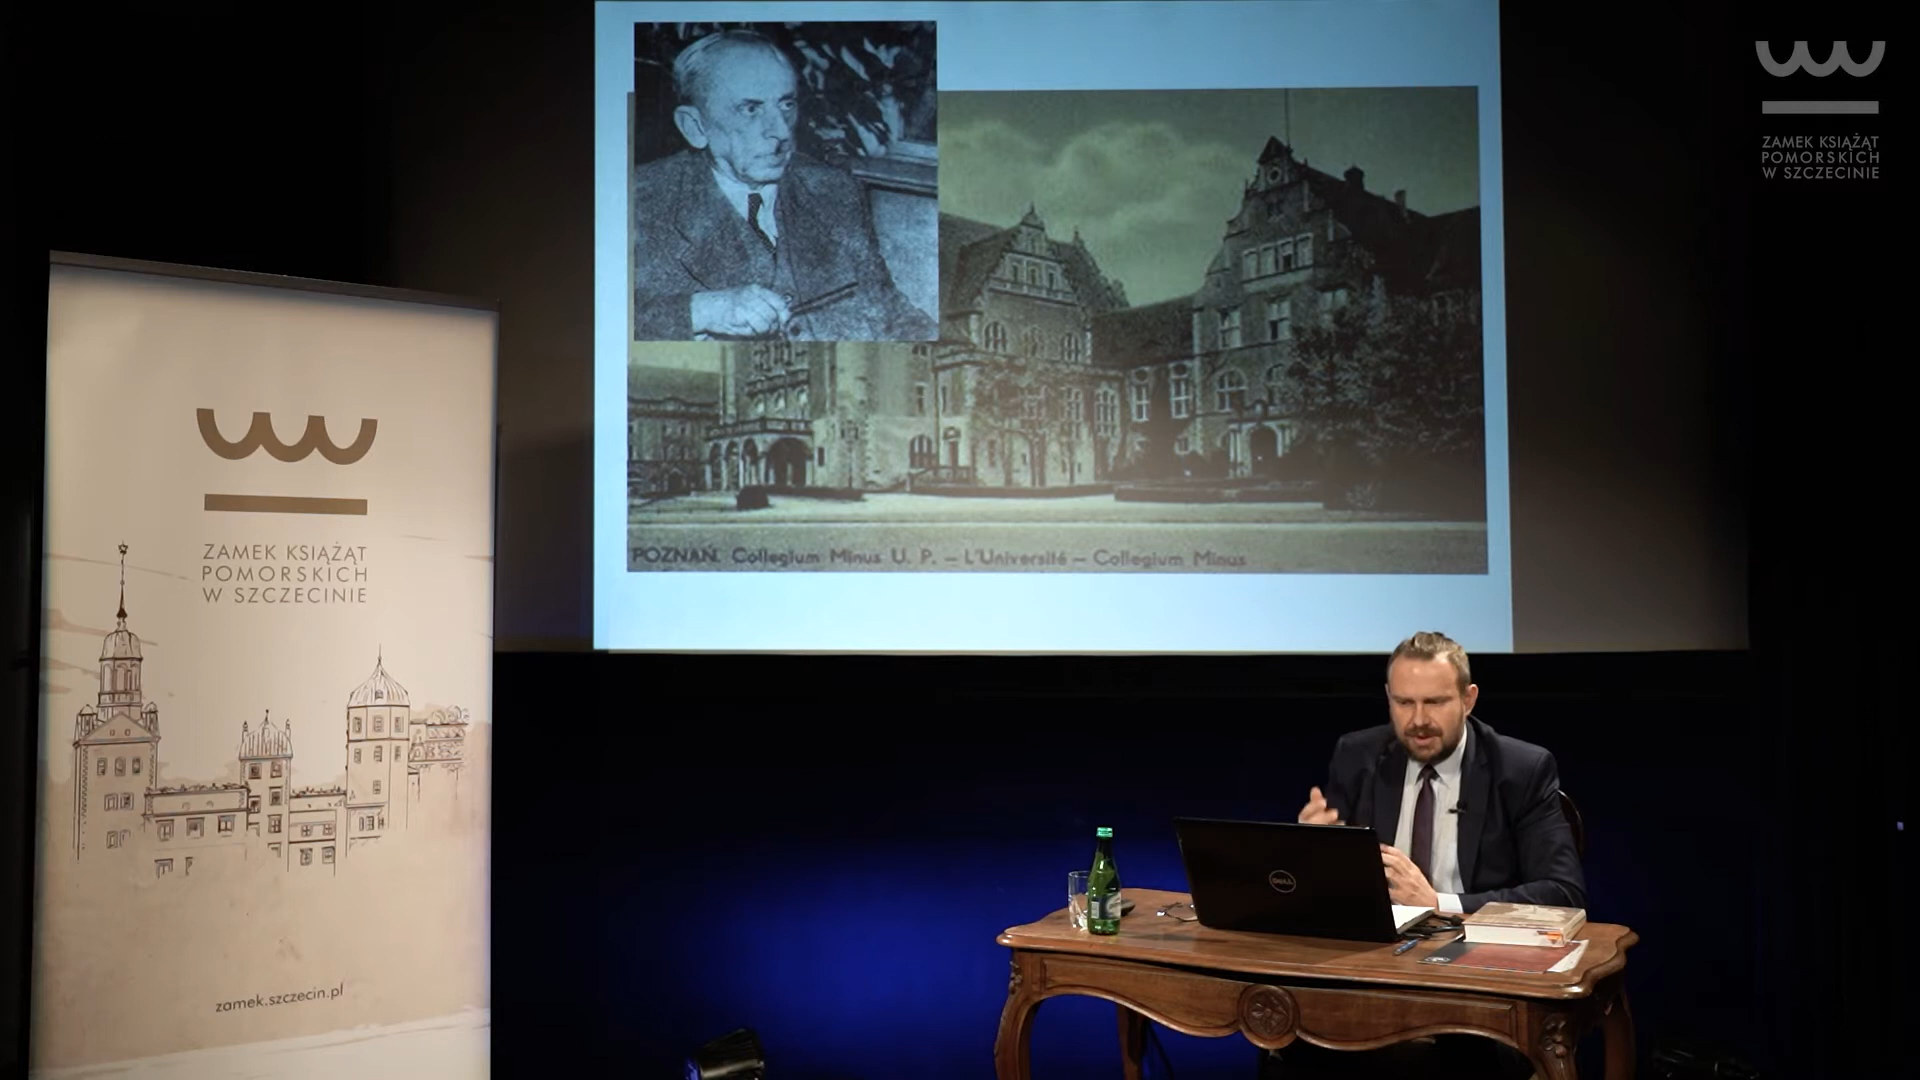 ZAMEK KSIĄŻĄT
POMORSKICH
W SZCZECINIE
POZNAŃ. Collegium Minus U. P. – L'Université – Collegium Minus
ZAMEK KSIĄŻĄT
POMORSKICH
W SZCZECINIE
zamek.szczecin.pl
DELL